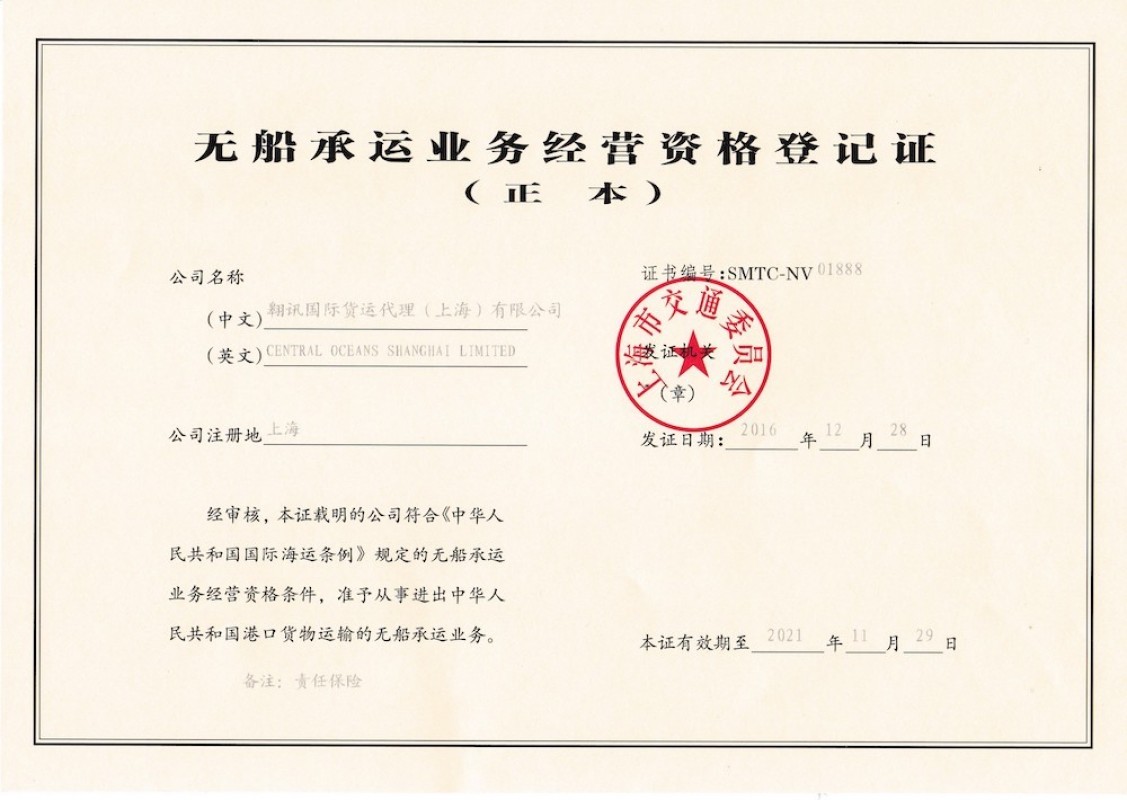 无船承运业务经营资格登记证
（正 本）
公司名称
（中文）翱讯国际货运代理（上海）有限公司
（英文）CENTRAL OCEANS SHANGHAI LIMITED
公司注册地 上海
经审核，本证载明的公司符合《中华人
民共和国国际海运条例》规定的无船承运
业务经营资格条件，准予从事进出中华人
民共和国港口货物运输的无船承运业务。
备注：责任保险
证书编号:SMTC-NV 01888
上海市交通委员会
发证机关
（章）
发证日期：2016 年 12 月 28 日
本证有效期至 2021 年 11 月 29 日